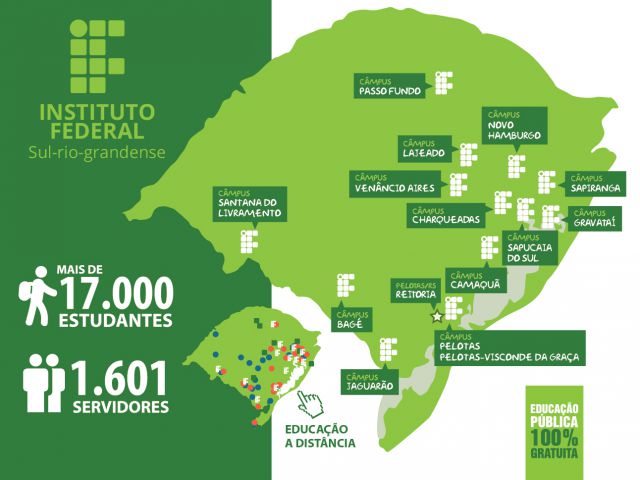 INSTITUTO
FEDERAL
Sul-rio-grandense
MAIS DE
17.000
ESTUDANTES
1.601
SERVIDORES
CÂMPUS
PASSO FUNDO
CÂMPUS
NOVO
HAMBURGO
CÂMPUS
LAJEADO
CÂMPUS
VENÂNCIO AIRES
CÂMPUS
SAPIRANGA
CÂMPUS
SANTANA DO
LIVRAMENTO
CÂMPUS
CHARQUEADAS
CÂMPUS
GRAVATAÍ
CÂMPUS
SAPUCAIA
DO SUL
CÂMPUS
CAMAQUÃ
PELOTAS/RS
REITORIA
CÂMPUS
BAGÉ
CÂMPUS
PELOTAS
PELOTAS-VISCONDE DA GRAÇA
CÂMPUS
JAGUARÃO
EDUCAÇÃO
A DISTÂNCIA
EDUCAÇÃO
PÚBLICA
100%
GRATUITA